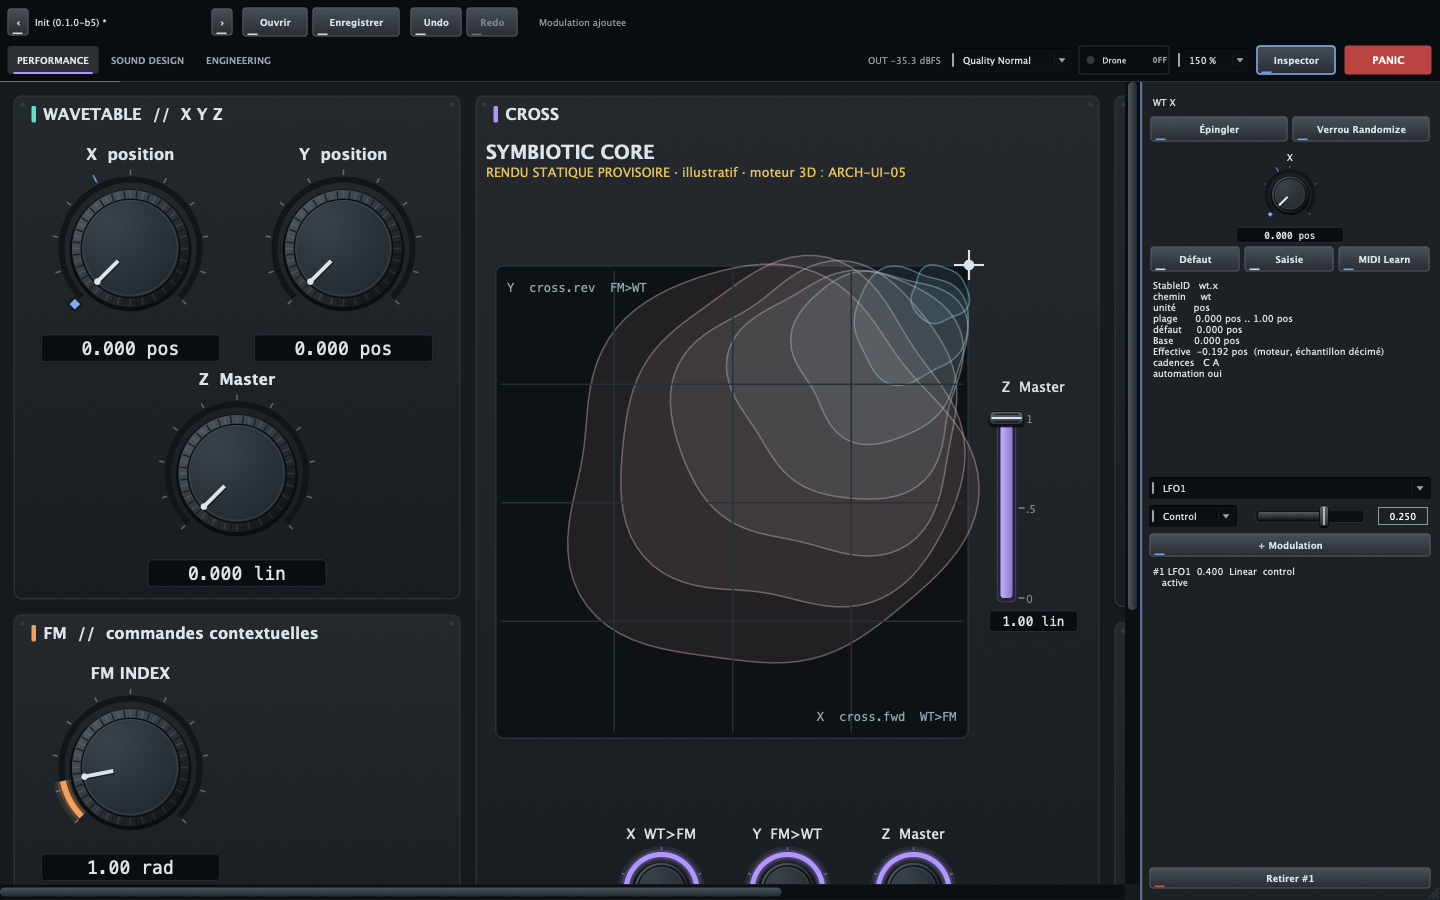 ‹ Init (0.1.0-b5) * › Ouvrir Enregistrer Undo Redo Modulation ajoutee
PERFORMANCE SOUND DESIGN ENGINEERING OUT -35.3 dBFS Quality Normal Drone OFF 150 % Inspector PANIC
WAVETABLE // X Y Z
X position Y position
0.000 pos 0.000 pos
Z Master
0.000 lin
FM // commandes contextuelles
FM INDEX
1.00 rad
CROSS
SYMBIOTIC CORE
RENDU STATIQUE PROVISOIRE · illustratif · moteur 3D : ARCH-UI-05
Y cross.rev FM>WT
X cross.fwd WT>FM
Z Master
1
.5
0
1.00 lin
X WT>FM Y FM>WT Z Master
WT X
Épingler Verrou Randomize
X
0.000 pos
Défaut Saisie MIDI Learn
StableID wt.x
chemin wt
unité pos
plage 0.000 pos .. 1.00 pos
défaut 0.000 pos
Base 0.000 pos
Effective -0.192 pos (moteur, échantillon décimé)
cadences C A
automation oui
LFO1
Control 0.250
+ Modulation
#1 LFO1 0.400 Linear control
active
Retirer #1